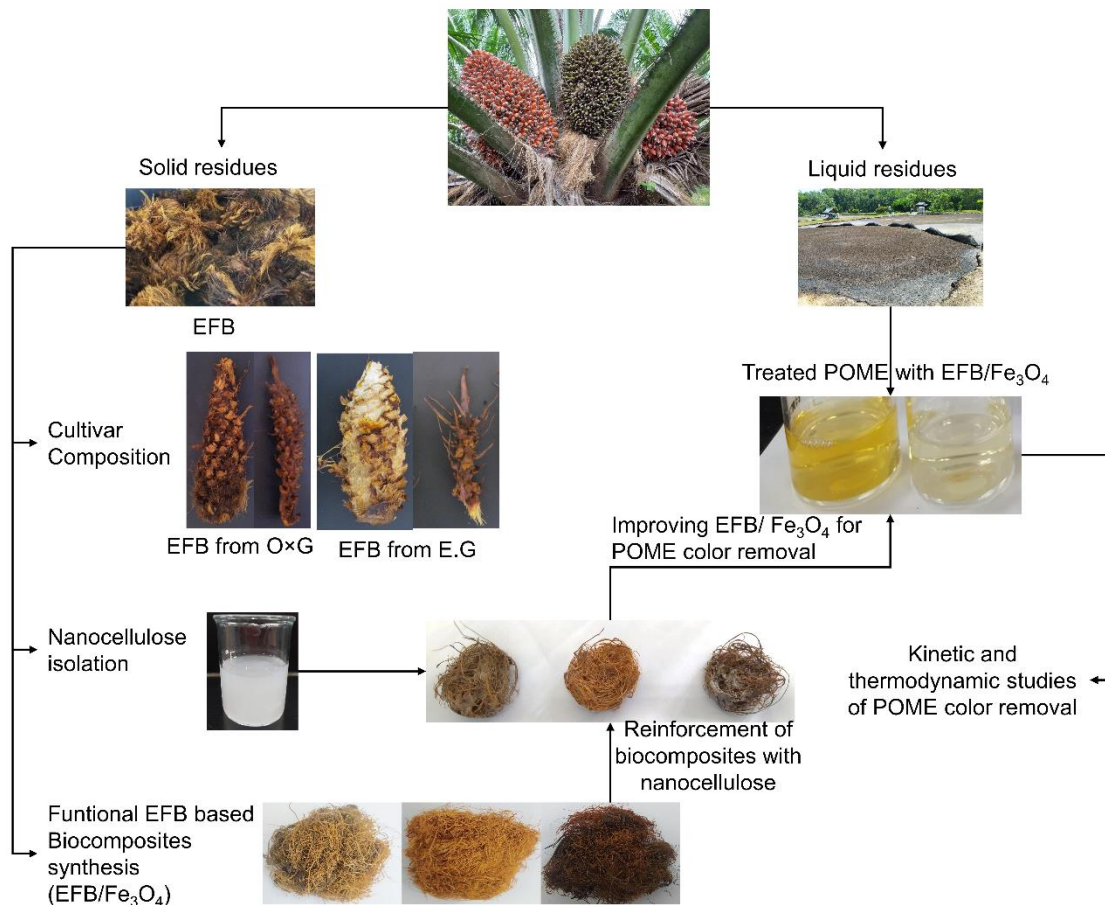 Solid residues
Liquid residues
EFB
Treated POME with EFB/Fe₃O₄
Cultivar
Composition
EFB from O×G
EFB from E.G
Improving EFB/ Fe₃O₄ for
POME color removal
Nanocellulose
isolation
Kinetic and
thermodynamic studies
of POME color removal
Reinforcement of
biocomposites with
nanocellulose
Funtional EFB based
Biocomposites
synthesis
(EFB/Fe₃O₄)